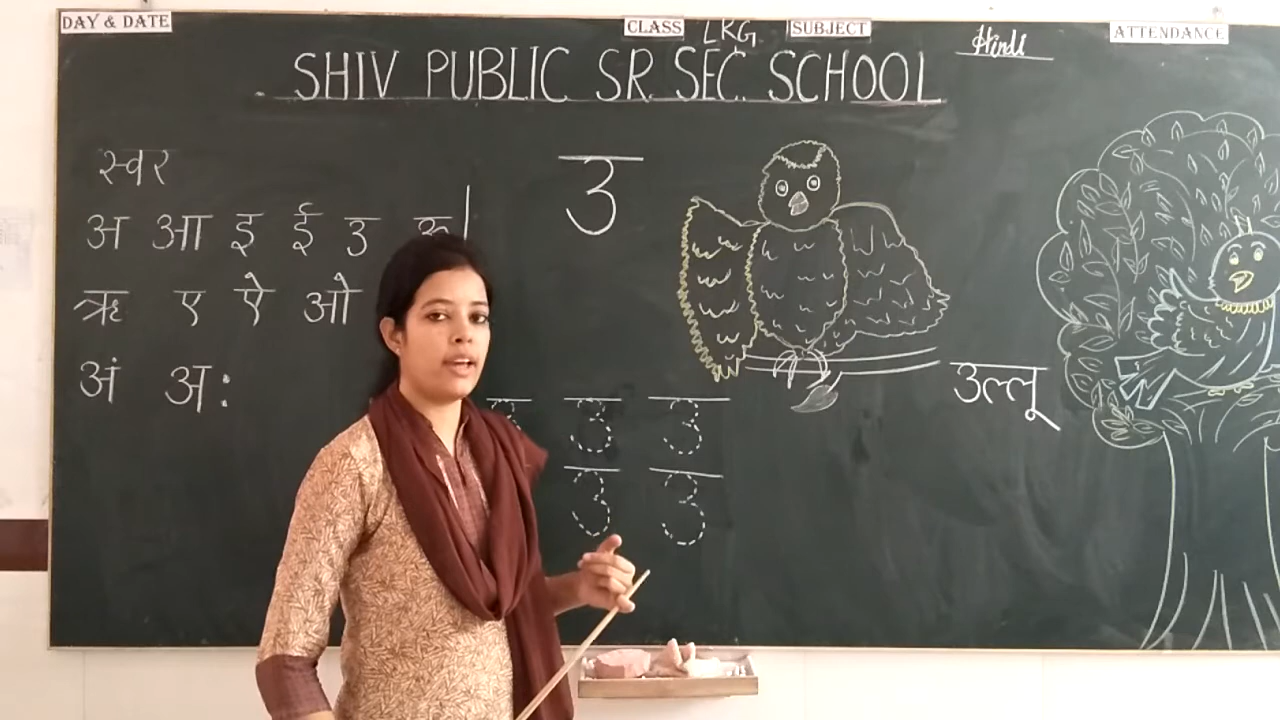 DAY & DATE CLASS LKG SUBJECT Hindi ATTENDANCE
SHIV PUBLIC SR. SEC. SCHOOL
स्वर
अ आ इ ई उ ऊ
ऋ ए ऐ ओ
अं अः
उ
उल्लू
उ उ उ
उ उ